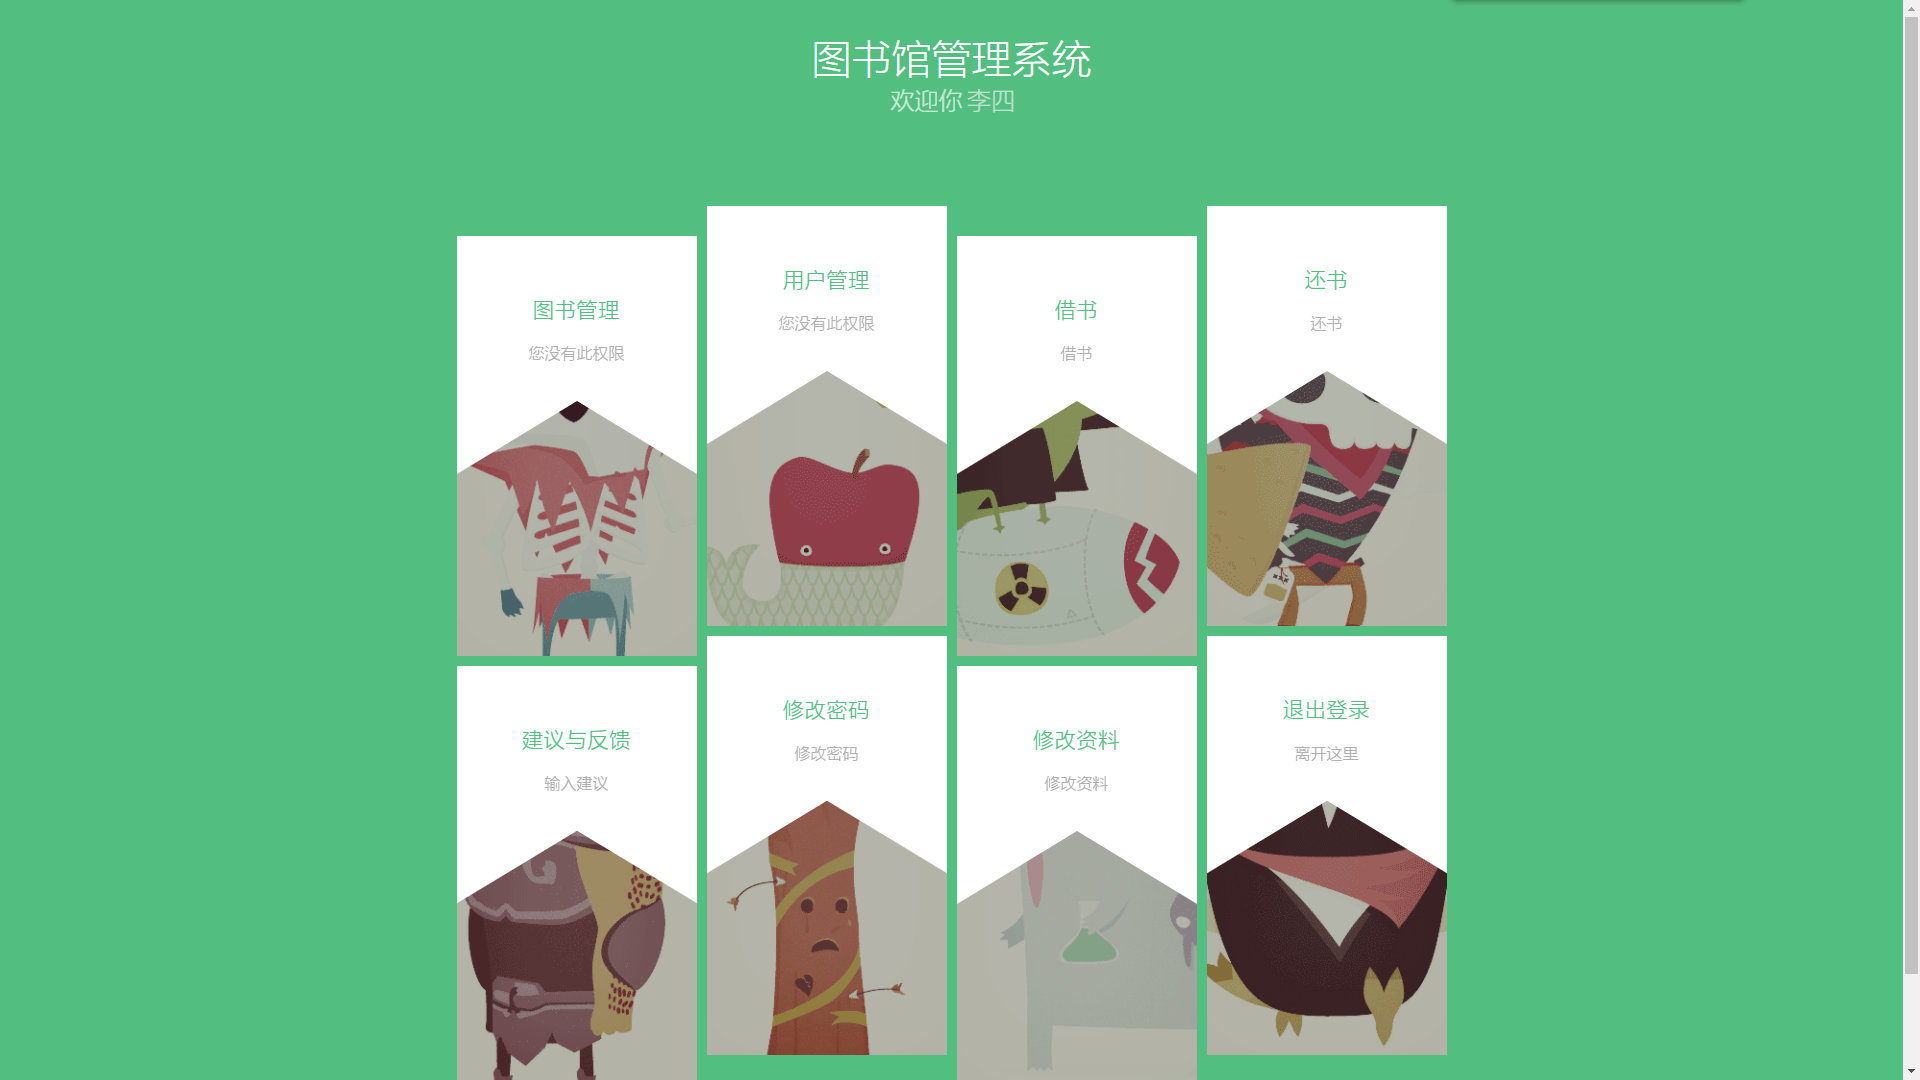 图书馆管理系统
欢迎你 李四
图书管理
您没有此权限
用户管理
您没有此权限
借书
借书
还书
还书
建议与反馈
输入建议
修改密码
修改密码
修改资料
修改资料
退出登录
离开这里